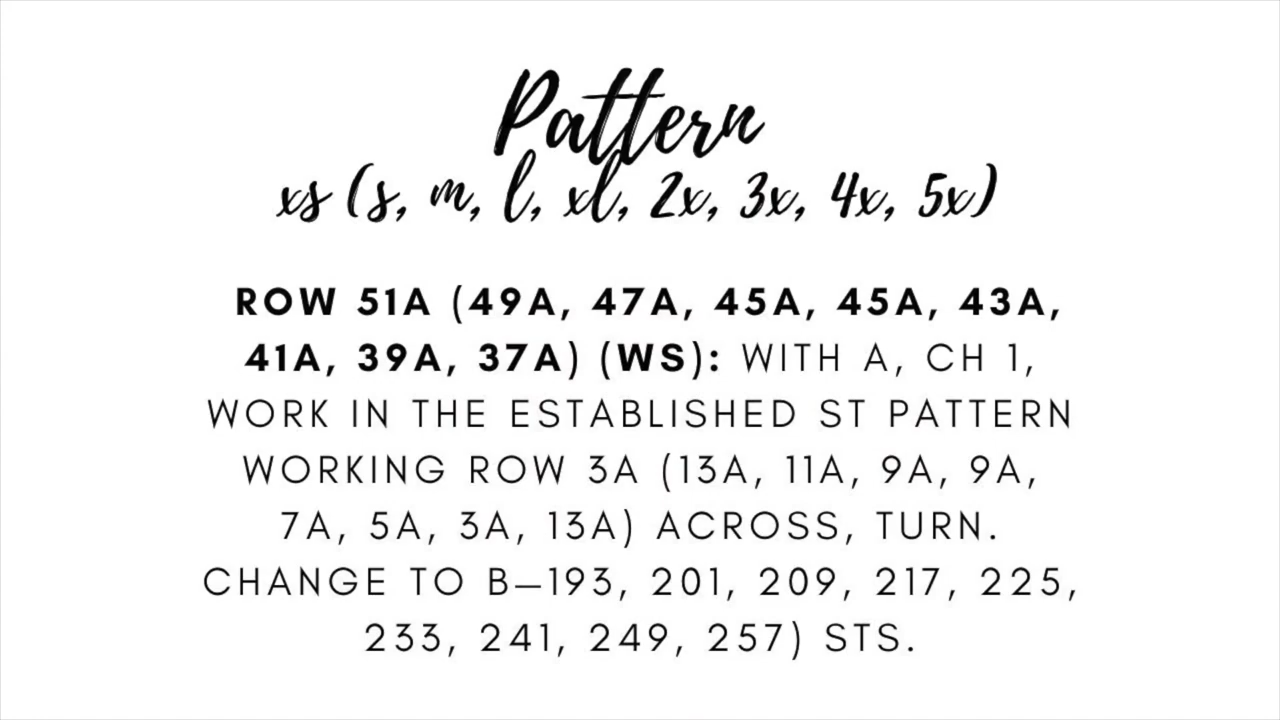 Pattern
xs (s, m, l, xl, 2x, 3x, 4x, 5x)
ROW 51A (49A, 47A, 45A, 45A, 43A,
41A, 39A, 37A) (WS): WITH A, CH 1,
WORK IN THE ESTABLISHED ST PATTERN
WORKING ROW 3A (13A, 11A, 9A, 9A,
7A, 5A, 3A, 13A) ACROSS, TURN.
CHANGE TO B—193, 201, 209, 217, 225,
233, 241, 249, 257) STS.